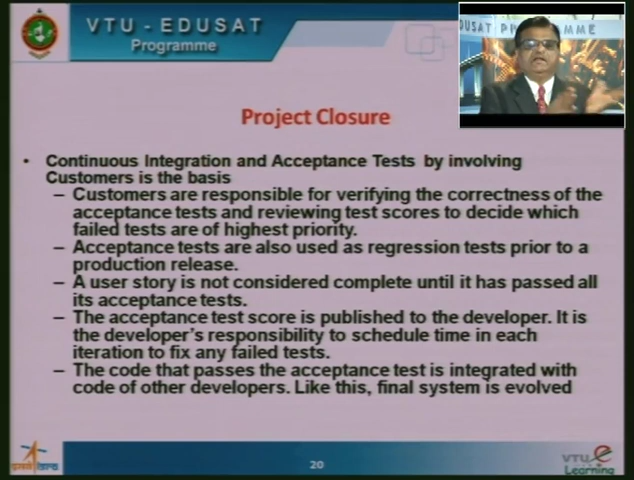 VTU - EDUSAT
Programme
EDUSAT PROGRAMME
Project Closure
• Continuous Integration and Acceptance Tests by involving
Customers is the basis
– Customers are responsible for verifying the correctness of the
acceptance tests and reviewing test scores to decide which
failed tests are of highest priority.
– Acceptance tests are also used as regression tests prior to a
production release.
– A user story is not considered complete until it has passed all
its acceptance tests.
– The acceptance test score is published to the developer. It is
the developer's responsibility to schedule time in each
iteration to fix any failed tests.
– The code that passes the acceptance test is integrated with
code of other developers. Like this, final system is evolved
20
VTU e
Learning